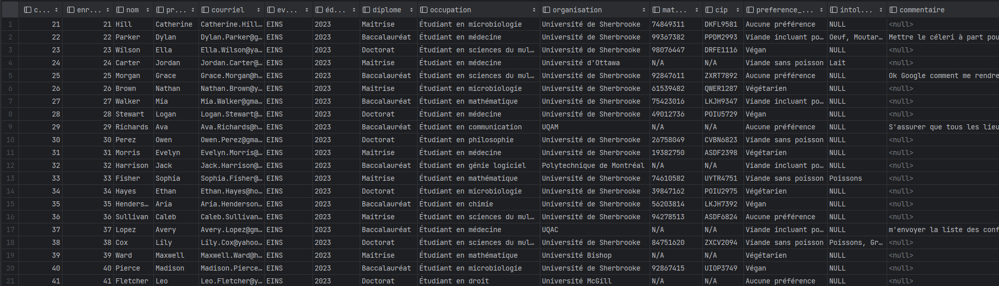 c... enr... nom pr... courriel ev... éd... diplome occupation organisation mat... cip preference_... intol... commentaire
1 21 21 Hill Catherine Catherine.Hill… EINS 2023 Maitrise Étudiant en microbiologie Université de Sherbrooke 74849311 DKFL9581 Aucune préférence NULL <null>
2 22 22 Parker Dylan Dylan.Parker@g… EINS 2023 Baccalauréat Étudiant en médecine Université de Sherbrooke 99367382 PPDM2993 Viande incluant po… Oeuf, Moutar… Mettre le céleri à part pou
3 23 23 Wilson Ella Ella.Wilson@ya… EINS 2023 Doctorat Étudiant en sciences du mul… Université de Sherbrooke 98076447 DRFE1116 Végan NULL <null>
4 24 24 Carter Jordan Jordan.Carter@… EINS 2023 Maitrise Étudiant en médecine Université d'Ottawa N/A N/A Viande sans poisson Lait <null>
5 25 25 Morgan Grace Grace.Morgan@h… EINS 2023 Baccalauréat Étudiant en sciences du mul… Université de Sherbrooke 92847611 ZXRT7892 Aucune préférence NULL Ok Google comment me rendre
6 26 26 Brown Nathan Nathan.Brown@y… EINS 2023 Maitrise Étudiant en microbiologie Université de Sherbrooke 61539482 QWER1287 Végétarien NULL <null>
7 27 27 Walker Mia Mia.Walker@gma… EINS 2023 Baccalauréat Étudiant en mathématique Université de Sherbrooke 75423016 LKJH9347 Viande incluant po… NULL <null>
8 28 28 Stewart Logan Logan.Stewart@… EINS 2023 Doctorat Étudiant en médecine Université de Sherbrooke 49012736 POIU5729 Végan NULL <null>
9 29 29 Richards Ava Ava.Richards@h… EINS 2023 Baccalauréat Étudiant en communication UQAM N/A N/A Aucune préférence NULL S'assurer que tous les lieu
10 30 30 Perez Owen Owen.Perez@gma… EINS 2023 Doctorat Étudiant en philosophie Université de Sherbrooke 26758049 CVBN6823 Viande sans poisson NULL <null>
11 31 31 Morris Evelyn Evelyn.Morris@… EINS 2023 Maitrise Étudiant en médecine Université de Sherbrooke 19382750 ASDF2398 Végétarien NULL <null>
12 32 32 Harrison Jack Jack.Harrison@… EINS 2023 Baccalauréat Étudiant en génie logiciel Polytechnique de Montréal N/A N/A Viande incluant po… NULL <null>
13 33 33 Fisher Sophia Sophia.Fisher@… EINS 2023 Maitrise Étudiant en mathématique Université de Sherbrooke 74610582 UYTR4751 Viande sans poisson Poissons <null>
14 34 34 Hayes Ethan Ethan.Hayes@ho… EINS 2023 Doctorat Étudiant en microbiologie Université de Sherbrooke 39847162 POIU2975 Végétarien NULL <null>
15 35 35 Henders… Aria Aria.Henderson… EINS 2023 Baccalauréat Étudiant en chimie Université de Sherbrooke 56203814 LKJH7392 Végan NULL <null>
16 36 36 Sullivan Caleb Caleb.Sullivan… EINS 2023 Maitrise Étudiant en sciences du mul… Université de Sherbrooke 94278513 ASDF6824 Aucune préférence NULL <null>
17 37 37 Lopez Avery Avery.Lopez@gm… EINS 2023 Baccalauréat Étudiant en médecine UQAC N/A N/A Viande incluant po… NULL m'envoyer la liste des conf
18 38 38 Cox Lily Lily.Cox@yahoo… EINS 2023 Doctorat Étudiant en sciences du mul… Université de Sherbrooke 84751620 ZXCV2094 Viande sans poisson Poissons, Gr… <null>
19 39 39 Ward Maxwell Maxwell.Ward@h… EINS 2023 Maitrise Étudiant en mathématique Université Bishop N/A N/A Végétarien NULL <null>
20 40 40 Pierce Madison Madison.Pierce… EINS 2023 Baccalauréat Étudiant en microbiologie Université de Sherbrooke 92867415 UIOP3749 Végan NULL <null>
21 41 41 Fletcher Leo Leo.Fletcher@y… EINS 2023 Doctorat Étudiant en droit Université McGill N/A N/A Aucune préférence NULL <null>